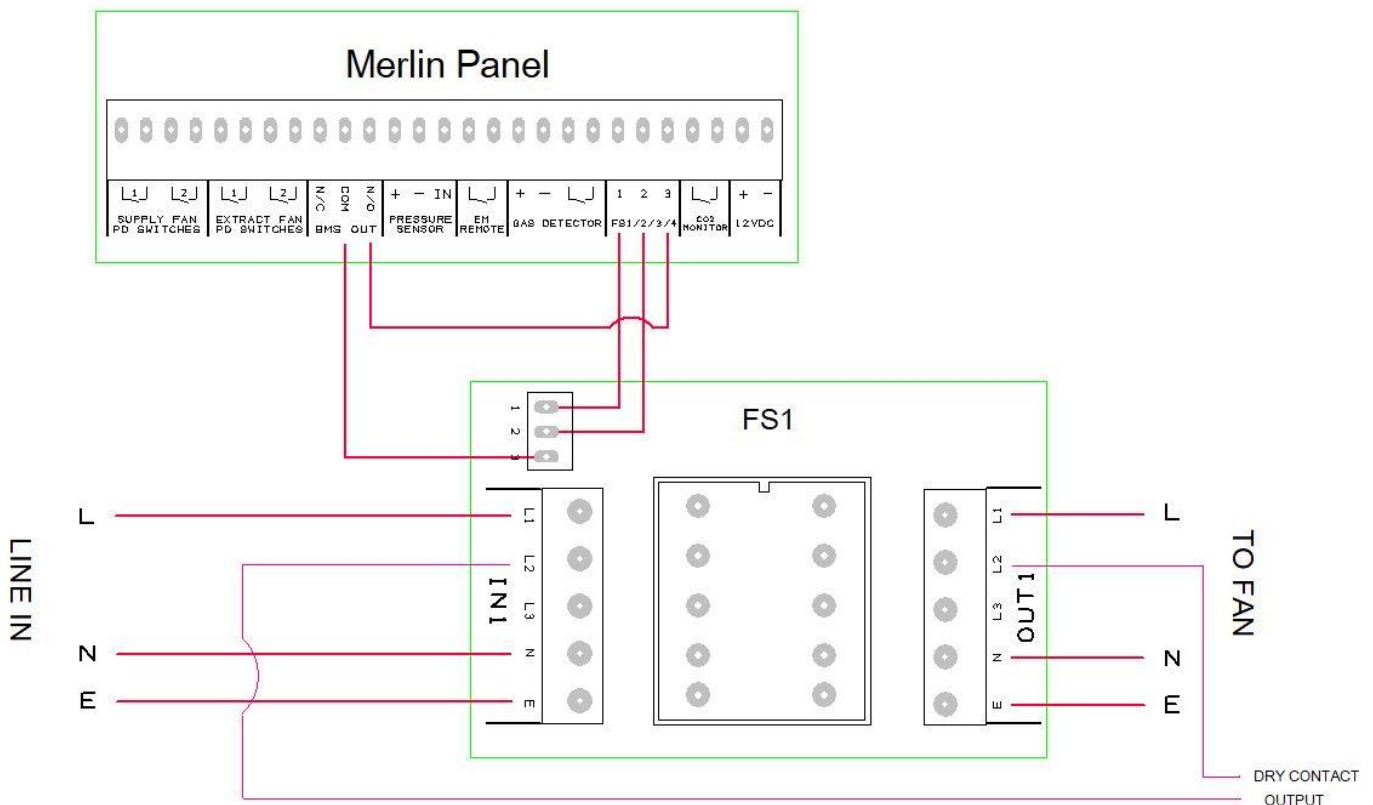 Merlin Panel
1 2 1 2 N/C COM N/O + - IN + - 1 2 3 + -
SUPPLY FAN PD SWITCHES
EXTRACT FAN PD SWITCHES
BMS OUT
PRESSURE SENSOR
EM REMOTE
GAS DETECTOR
FS1/2/3/4
CO2 MONITOR
12VDC
FS1
1
2
3
LINE IN
L
N
E
IN1
L1
L2
L3
N
E
OUT1
L1
L2
L3
N
E
L
N
E
TO FAN
DRY CONTACT
OUTPUT